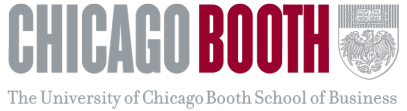 CHICAGO BOOTH
The University of Chicago Booth School of Business